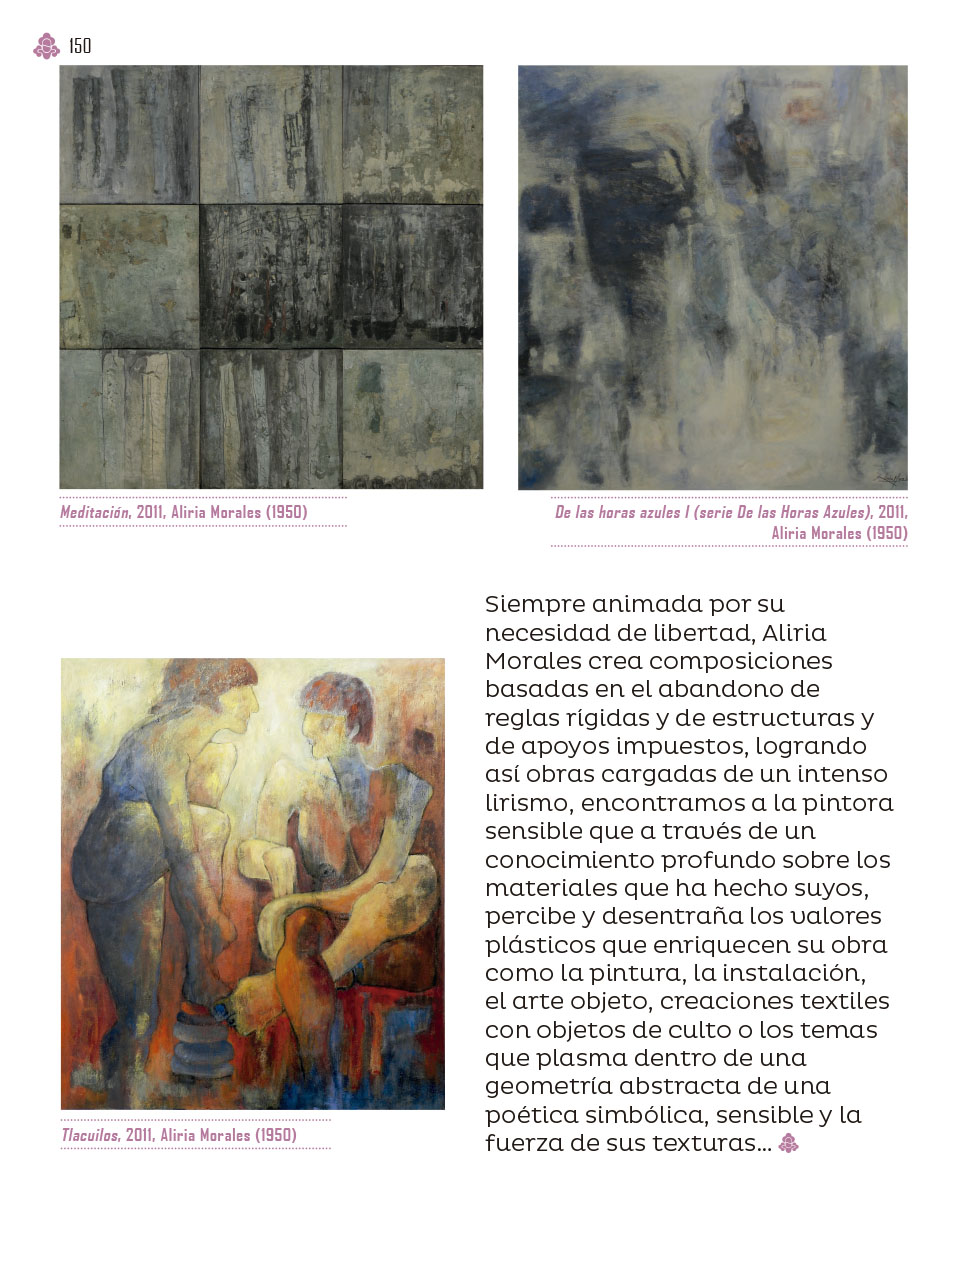 150
Meditación, 2011, Aliria Morales (1950)
De las horas azules I (serie De las Horas Azules), 2011,
Aliria Morales (1950)
Siempre animada por su
necesidad de libertad, Aliria
Morales crea composiciones
basadas en el abandono de
reglas rígidas y de estructuras y
de apoyos impuestos, logrando
así obras cargadas de un intenso
lirismo, encontramos a la pintora
sensible que a través de un
conocimiento profundo sobre los
materiales que ha hecho suyos,
percibe y desentraña los valores
plásticos que enriquecen su obra
como la pintura, la instalación,
el arte objeto, creaciones textiles
con objetos de culto o los temas
que plasma dentro de una
geometría abstracta de una
poética simbólica, sensible y la
fuerza de sus texturas...
Tlacuilos, 2011, Aliria Morales (1950)